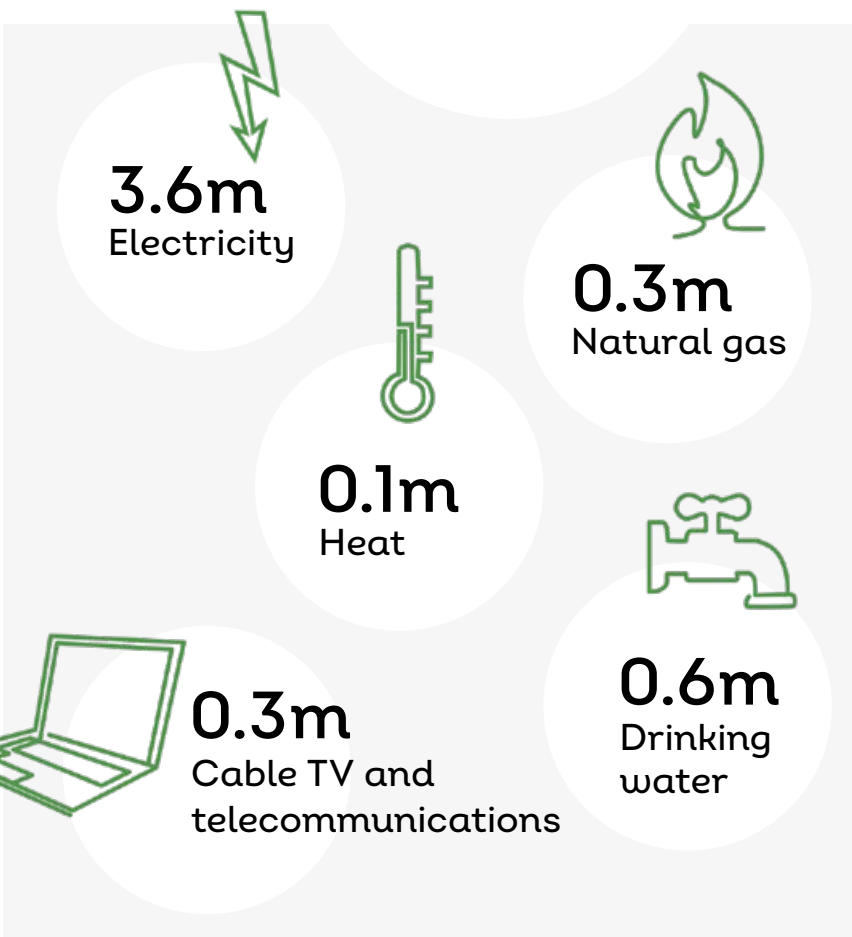 3.6m
Electricity
0.3m
Natural gas
0.1m
Heat
0.6m
Drinking
water
0.3m
Cable TV and
telecommunications